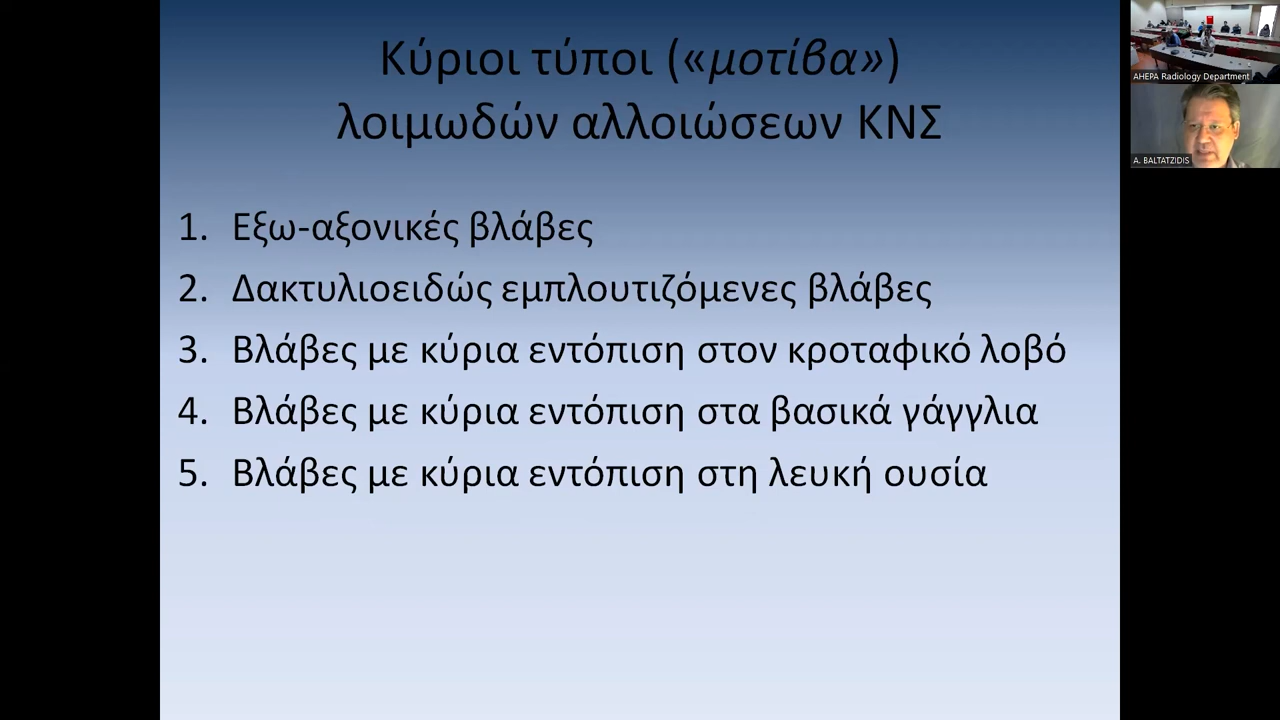 Κύριοι τύποι («μοτίβα»)
λοιμωδών αλλοιώσεων ΚΝΣ
1. Εξω-αξονικές βλάβες
2. Δακτυλιοειδώς εμπλουτιζόμενες βλάβες
3. Βλάβες με κύρια εντόπιση στον κροταφικό λοβό
4. Βλάβες με κύρια εντόπιση στα βασικά γάγγλια
5. Βλάβες με κύρια εντόπιση στη λευκή ουσία
AHEPA Radiology Department
A. BALTATZIDIS